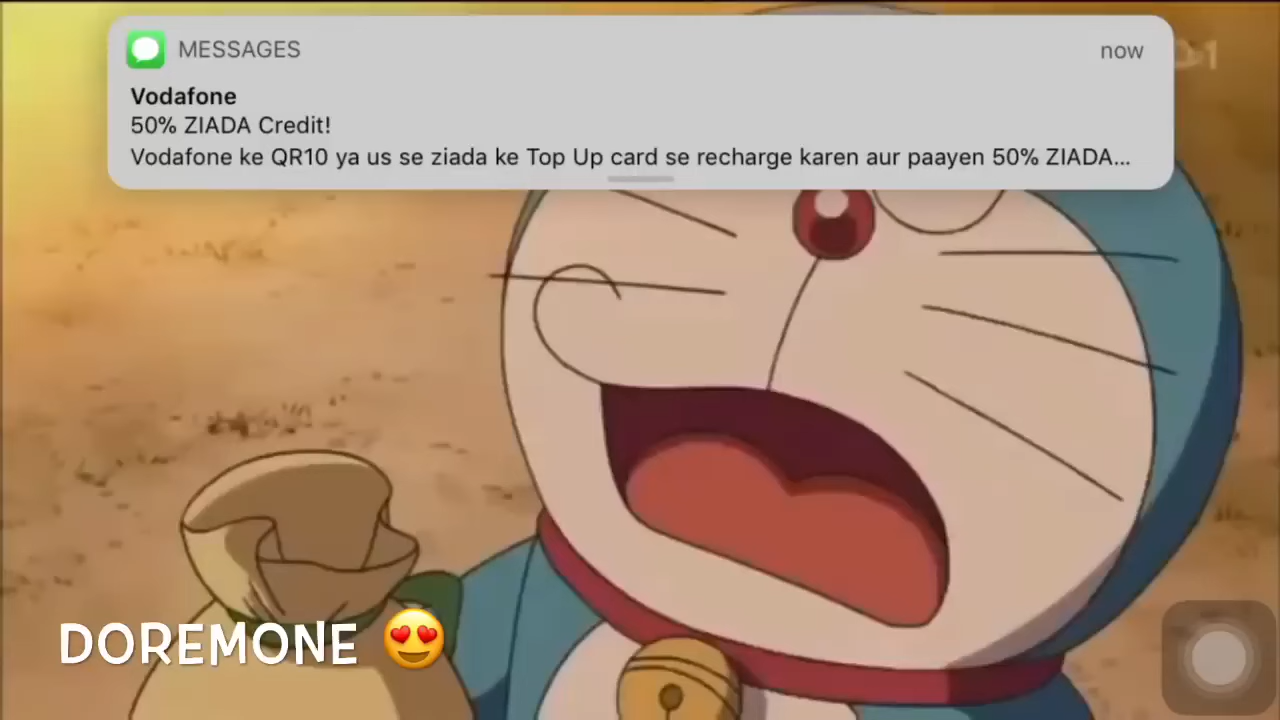 MESSAGES
now
Vodafone
50% ZIADA Credit!
Vodafone ke QR10 ya us se ziada ke Top Up card se recharge karen aur paayen 50% ZIADA...
DOREMONE 😍